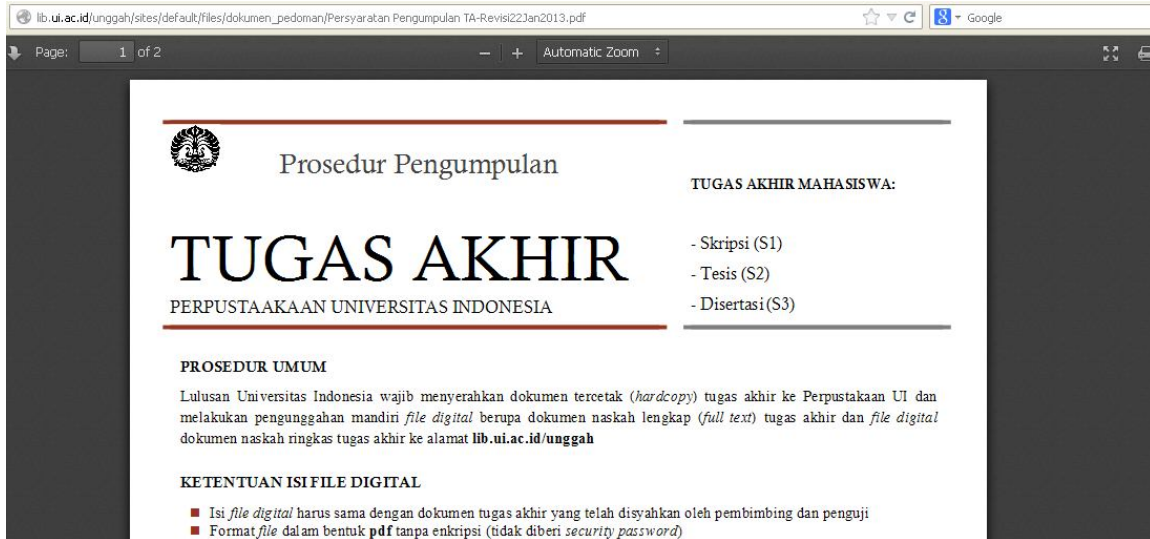 lib.ui.ac.id/unggah/sites/default/files/dokumen_pedoman/Persyaratan Pengumpulan TA-Revisi22Jan2013.pdf
8 Google
Page: 1 of 2
− + Automatic Zoom
Prosedur Pengumpulan
TUGAS AKHIR
PERPUSTAAKAAN UNIVERSITAS INDONESIA
TUGAS AKHIR MAHASISWA:
- Skripsi (S1)
- Tesis (S2)
- Disertasi (S3)
PROSEDUR UMUM
Lulusan Universitas Indonesia wajib menyerahkan dokumen tercetak (hardcopy) tugas akhir ke Perpustakaan UI dan
melakukan pengunggahan mandiri file digital berupa dokumen naskah lengkap (full text) tugas akhir dan file digital
dokumen naskah ringkas tugas akhir ke alamat lib.ui.ac.id/unggah
KETENTUAN ISI FILE DIGITAL
■ Isi file digital harus sama dengan dokumen tugas akhir yang telah disyahkan oleh pembimbing dan penguji
■ Format file dalam bentuk pdf tanpa enkripsi (tidak diberi security password)